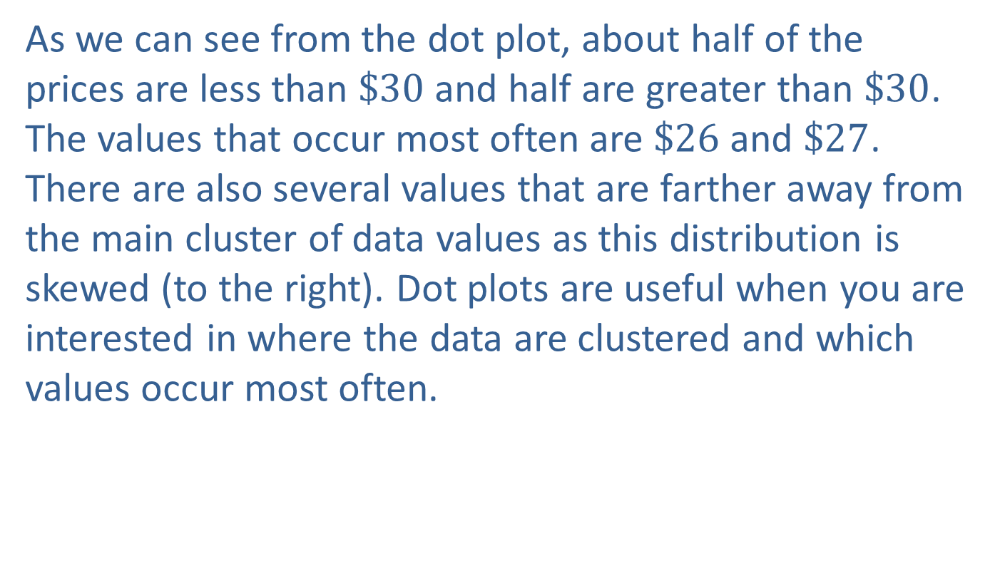 As we can see from the dot plot, about half of the
prices are less than $30 and half are greater than $30.
The values that occur most often are $26 and $27.
There are also several values that are farther away from
the main cluster of data values as this distribution is
skewed (to the right). Dot plots are useful when you are
interested in where the data are clustered and which
values occur most often.